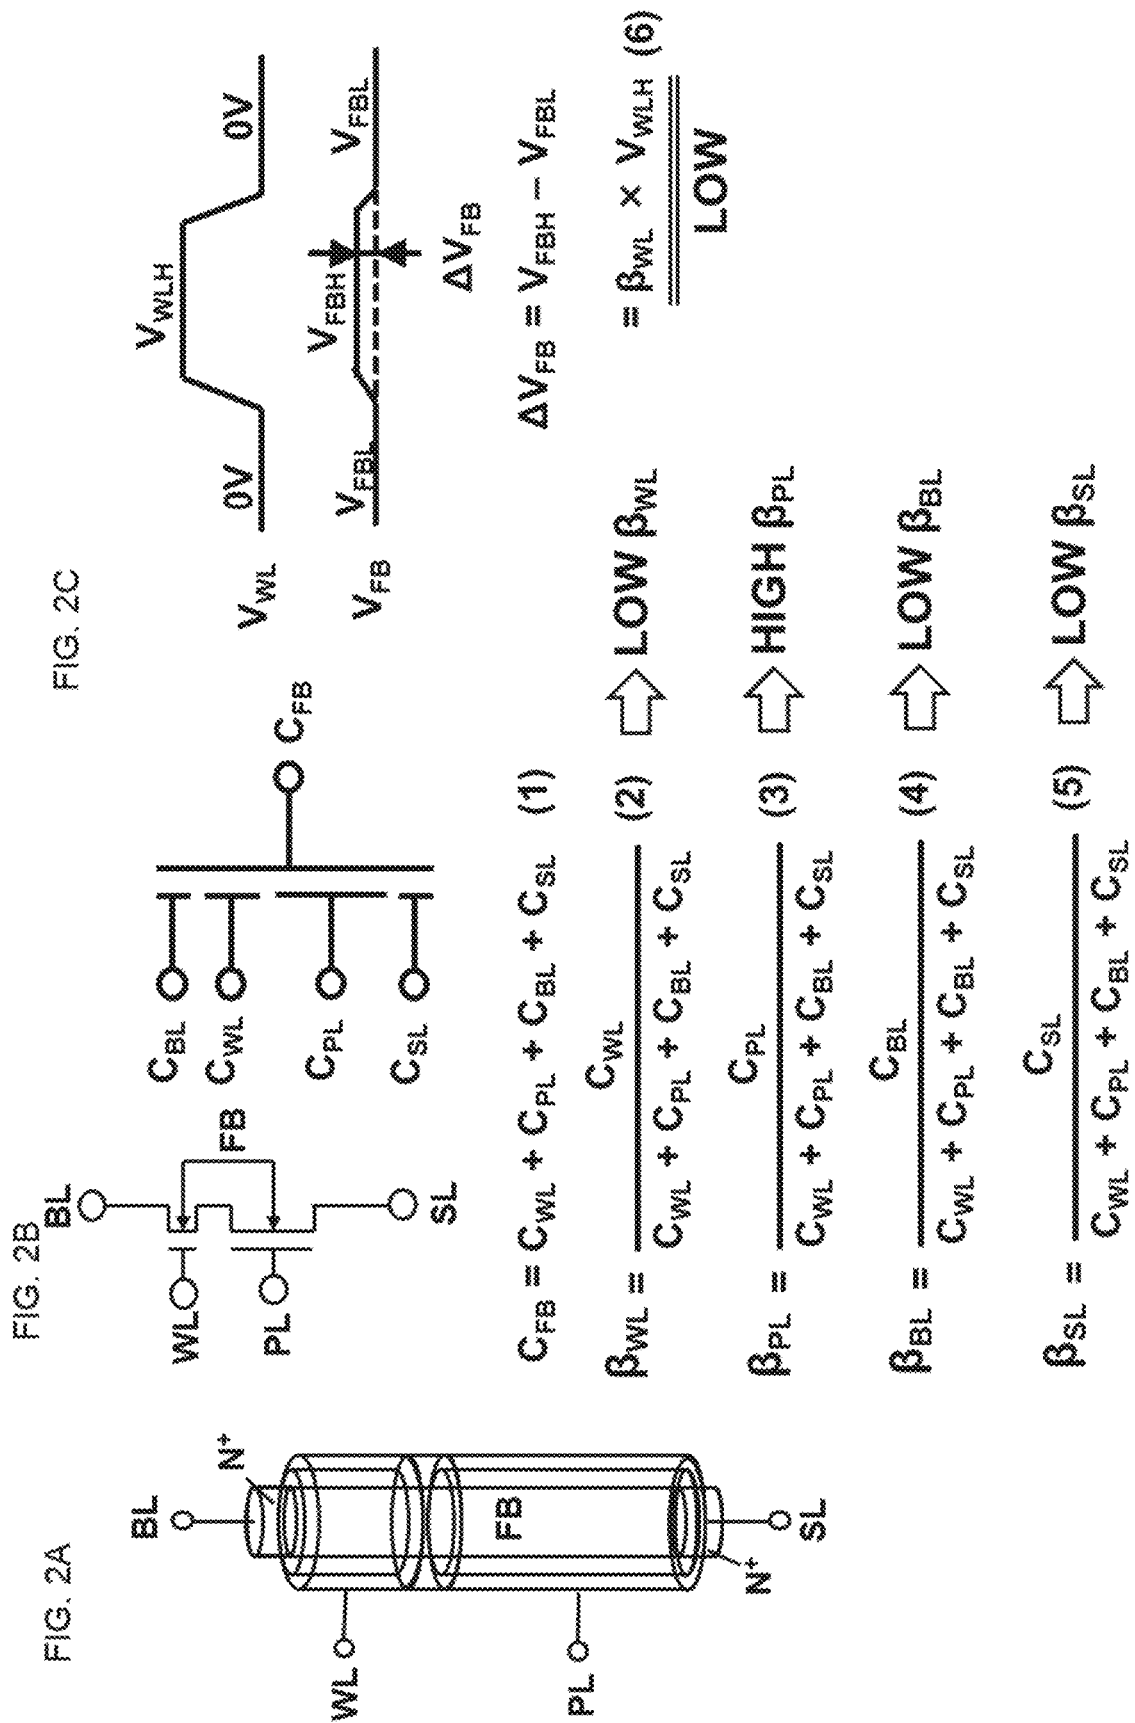 FIG. 2A
BL
N+
WL
FB
PL
N+
SL
FIG. 2B
BL
WL
FB
PL
SL
CBL
CWL
CPL
CSL
CFB
FIG. 2C
VWL
0V
VWLH
0V
VFB
VFBL
VFBH
VFBL
ΔVFB
ΔVFB = VFBH − VFBL
= βWL × VWLH (6)
LOW
CFB = CWL + CPL + CBL + CSL (1)
CWL
βWL = (2) LOW βWL
CWL + CPL + CBL + CSL
CPL
βPL = (3) HIGH βPL
CWL + CPL + CBL + CSL
CBL
βBL = (4) LOW βBL
CWL + CPL + CBL + CSL
CSL
βSL = (5) LOW βSL
CWL + CPL + CBL + CSL